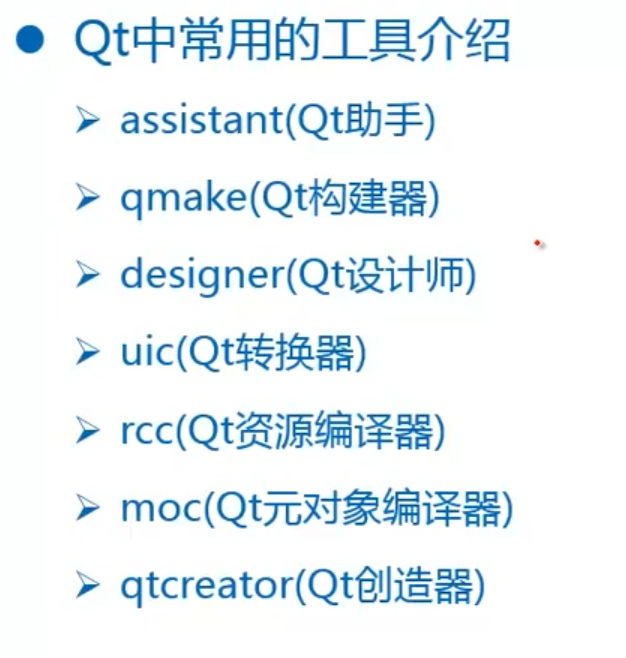 Qt中常用的工具介绍
assistant(Qt助手)
qmake(Qt构建器)
designer(Qt设计师)
uic(Qt转换器)
rcc(Qt资源编译器)
moc(Qt元对象编译器)
qtcreator(Qt创造器)